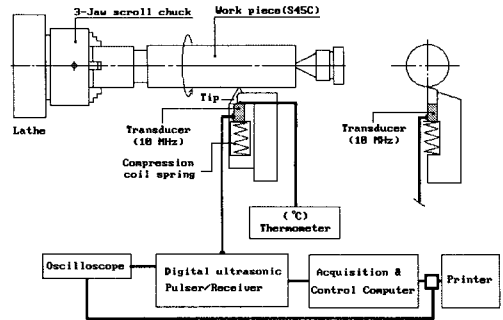 3-Jaw scroll chuck
Work piece(S45C)
Lathe
Tip
Transducer
(10 MHz)
Compression
coil spring
Transducer
(10 MHz)
(℃)
Thermometer
Oscilloscope
Digital ultrasonic
Pulser/Receiver
Acquisition &
Control Computer
Printer